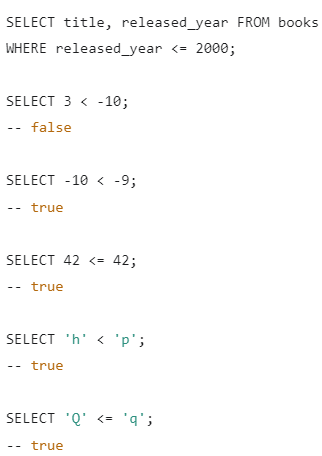 SELECT title, released_year FROM books
WHERE released_year <= 2000;
SELECT 3 < -10;
-- false
SELECT -10 < -9;
-- true
SELECT 42 <= 42;
-- true
SELECT 'h' < 'p';
-- true
SELECT 'Q' <= 'q';
-- true